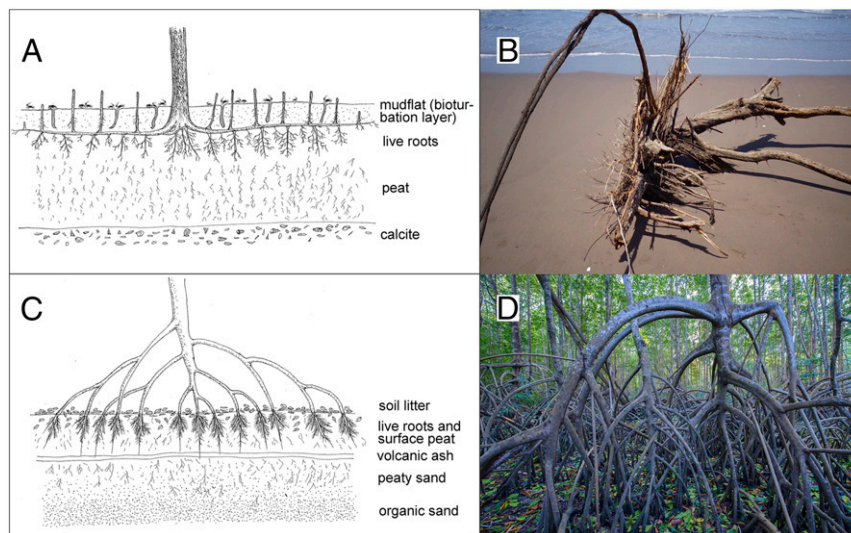 A
mudflat (biotur-
bation layer)
live roots
peat
calcite
B
C
soil litter
live roots and
surface peat
volcanic ash
peaty sand
organic sand
D